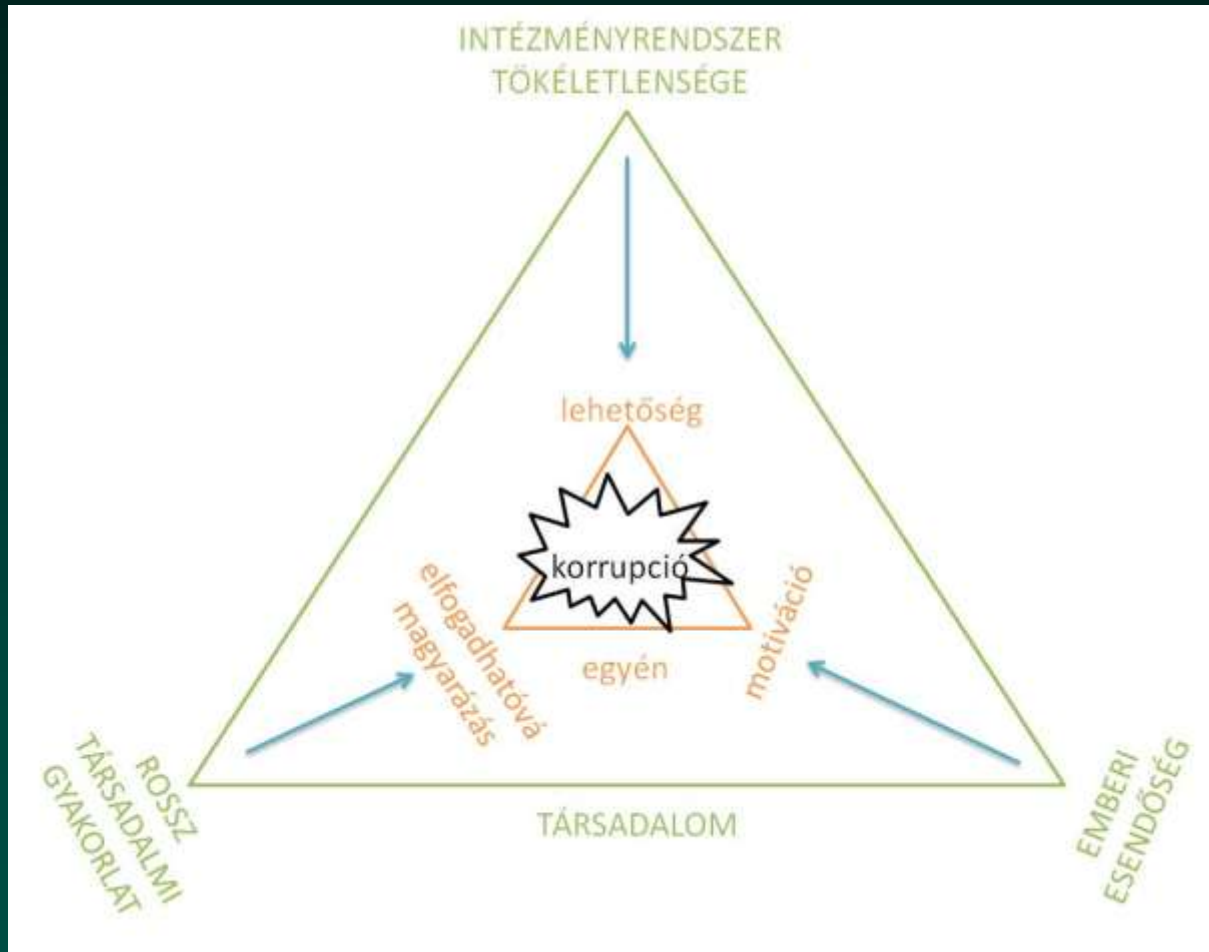 INTÉZMÉNYRENDSZER
TÖKÉLETLENSÉGE
lehetőség
korrupció
elfogadhatóvá
magyarázás
egyén
motiváció
ROSSZ
TÁRSADALMI
GYAKORLAT
TÁRSADALOM
EMBERI
ESENDŐSÉG